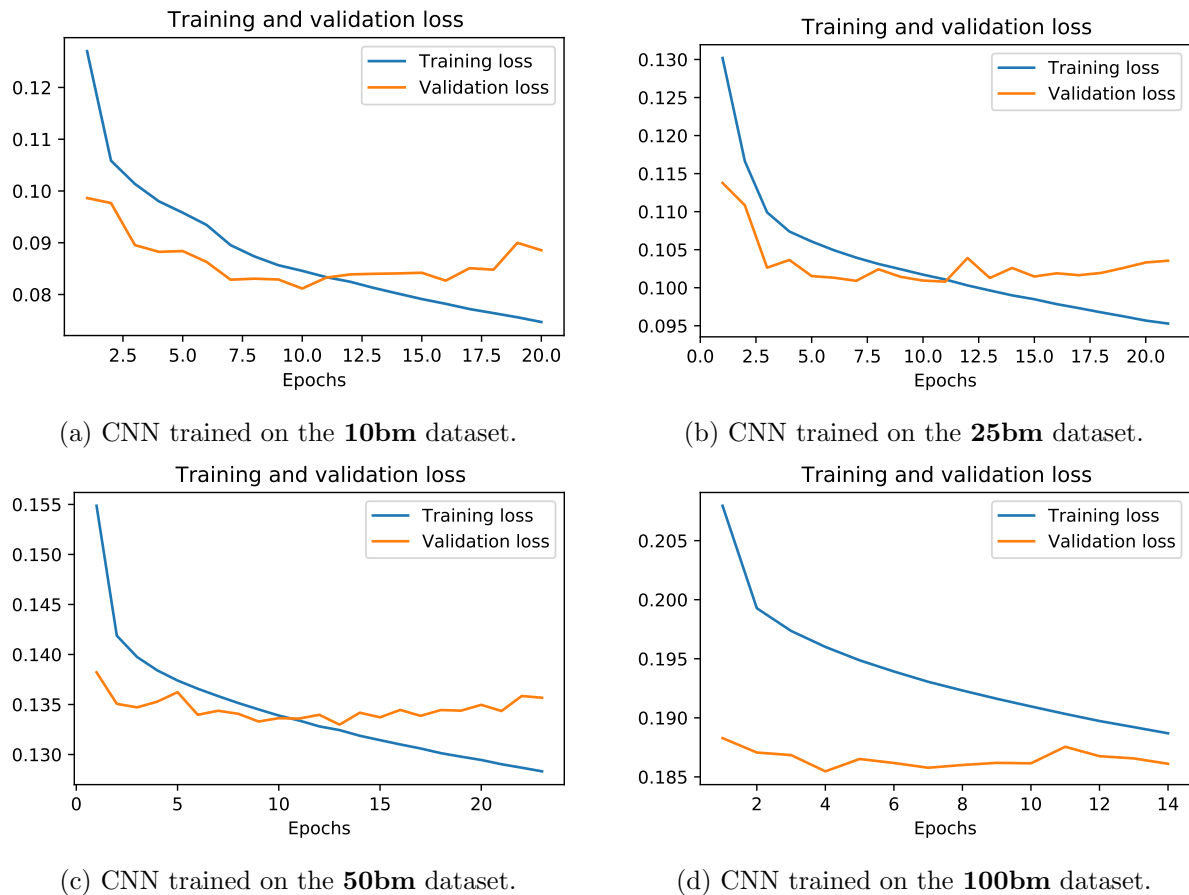 Training and validation loss
Training loss
Validation loss
0.12
0.11
0.10
0.09
0.08
2.5 5.0 7.5 10.0 12.5 15.0 17.5 20.0
Epochs
(a) CNN trained on the 10bm dataset.
Training and validation loss
Training loss
Validation loss
0.130
0.125
0.120
0.115
0.110
0.105
0.100
0.095
0.0 2.5 5.0 7.5 10.0 12.5 15.0 17.5 20.0
Epochs
(b) CNN trained on the 25bm dataset.
Training and validation loss
Training loss
Validation loss
0.155
0.150
0.145
0.140
0.135
0.130
0 5 10 15 20
Epochs
(c) CNN trained on the 50bm dataset.
Training and validation loss
Training loss
Validation loss
0.205
0.200
0.195
0.190
0.185
2 4 6 8 10 12 14
Epochs
(d) CNN trained on the 100bm dataset.